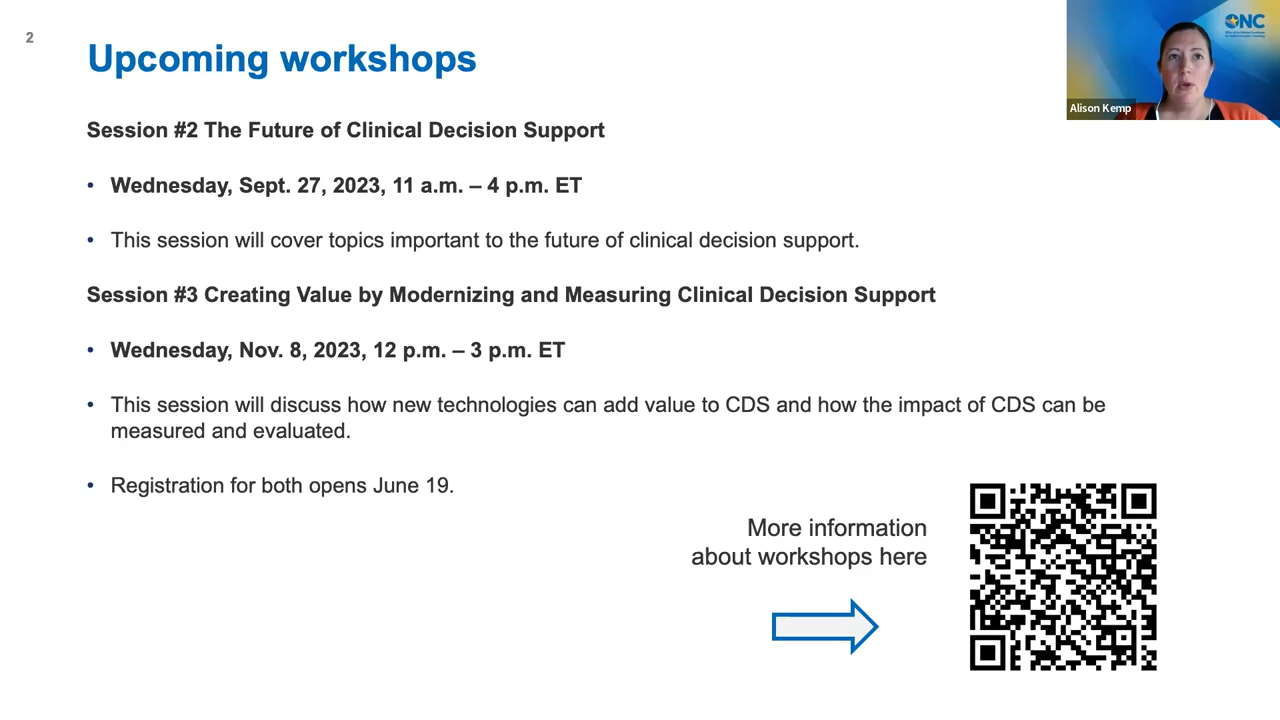 2
Upcoming workshops
ONC
Alison Kemp
Session #2 The Future of Clinical Decision Support
• Wednesday, Sept. 27, 2023, 11 a.m. – 4 p.m. ET
• This session will cover topics important to the future of clinical decision support.
Session #3 Creating Value by Modernizing and Measuring Clinical Decision Support
• Wednesday, Nov. 8, 2023, 12 p.m. – 3 p.m. ET
• This session will discuss how new technologies can add value to CDS and how the impact of CDS can be
measured and evaluated.
• Registration for both opens June 19.
More information
about workshops here